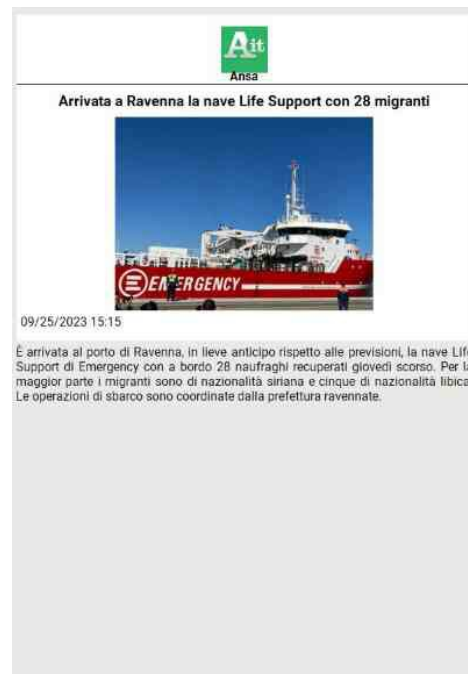 Ait
Ansa
Arrivata a Ravenna la nave Life Support con 28 migranti
EMERGENCY
09/25/2023 15:15
È arrivata al porto di Ravenna, in lieve anticipo rispetto alle previsioni, la nave Life
Support di Emergency con a bordo 28 naufraghi recuperati giovedì scorso. Per la
maggior parte i migranti sono di nazionalità siriana e cinque di nazionalità libica.
Le operazioni di sbarco sono coordinate dalla prefettura ravennate.